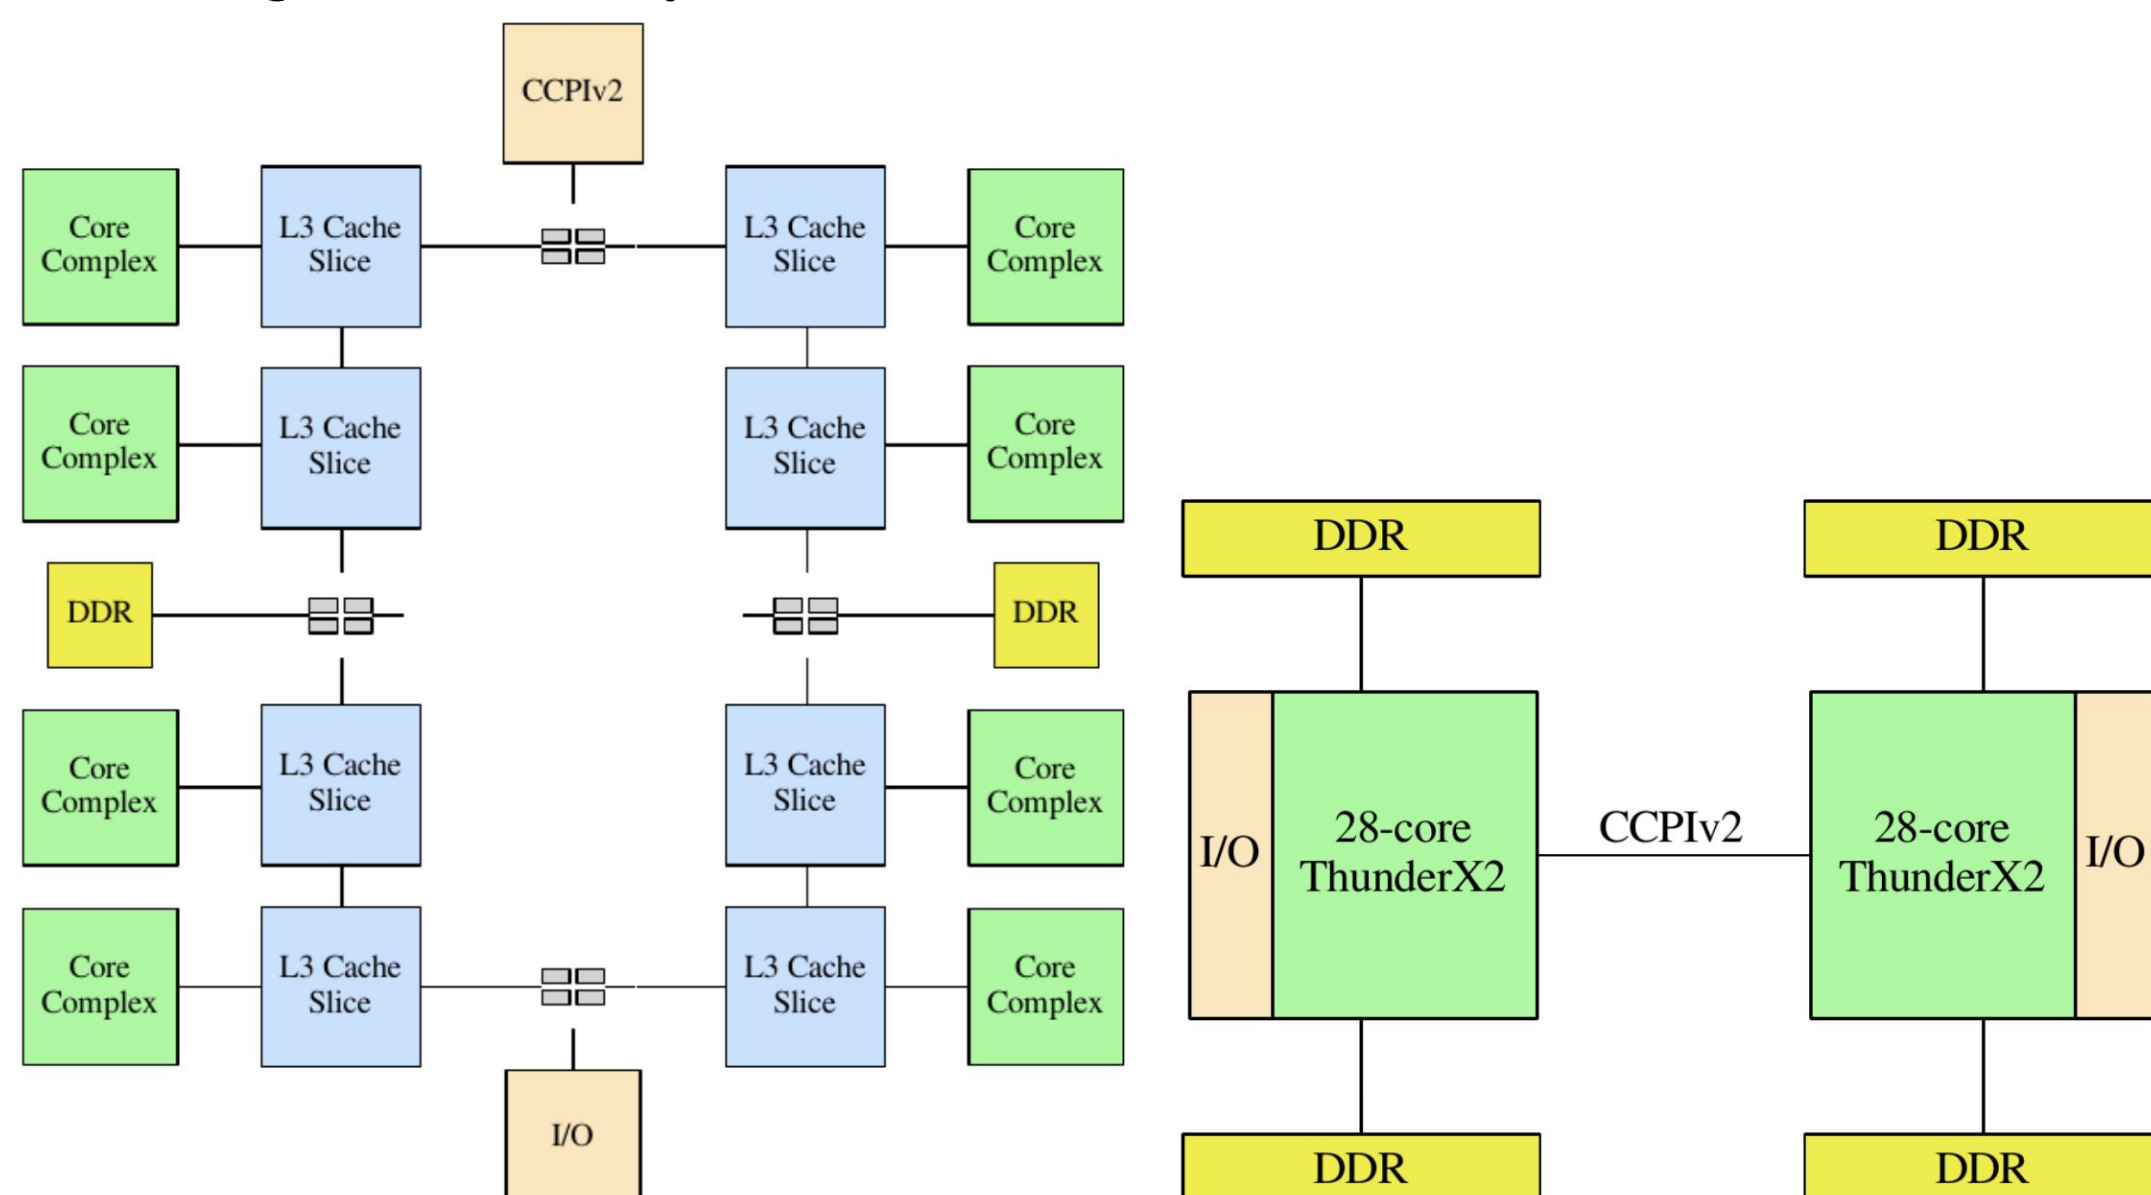 CCPIv2
Core
Complex
L3 Cache
Slice
L3 Cache
Slice
Core
Complex
Core
Complex
L3 Cache
Slice
L3 Cache
Slice
Core
Complex
DDR
DDR
Core
Complex
L3 Cache
Slice
L3 Cache
Slice
Core
Complex
Core
Complex
L3 Cache
Slice
L3 Cache
Slice
Core
Complex
I/O
DDR
DDR
I/O
28-core
ThunderX2
CCPIv2
28-core
ThunderX2
I/O
DDR
DDR